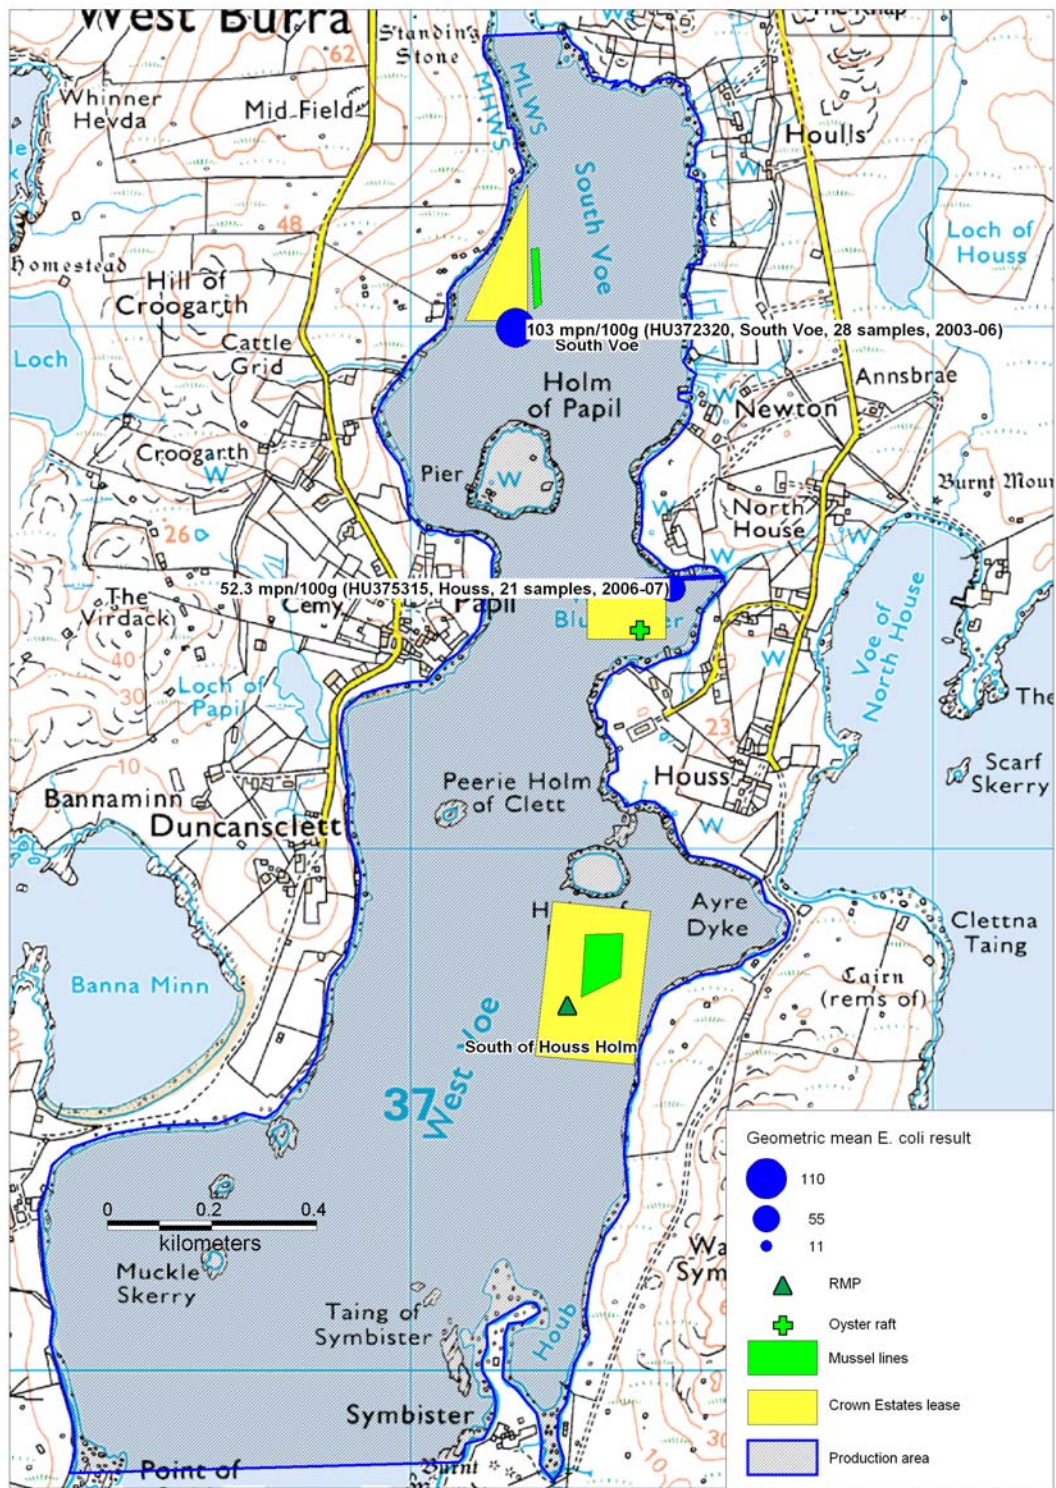 West Burra
Standing
Stone
62
Whinner
Hevda
Mid Field
MHWS
MLWS
South Voe
Houlls
W
48
Homestead
Hill of
Croogarth
Loch of
Houss
103 mpn/100g (HU372320, South Voe, 28 samples, 2003-06)
South Voe
Loch
Cattle
Grid
Holm
of Papil
Annsbrae
W
Newton
Croogarth
W
Pier
W
Burnt Moun
W
North
House
W
26
W
52.3 mpn/100g (HU375315, Houss, 21 samples, 2006-07)
The
Virdack
Cemy
Papil
40
30
Loch of
Papil
W
Voe of
North House
The
23
10
Peerie Holm
of Clett
Houss
Scarf
Skerry
Bannaminn
Duncansclett
W
Ayre
Dyke
Clettna
Taing
Banna Minn
Cairn
(rems of)
South of Houss Holm
West Voe
37
0 0.2 0.4
kilometers
Muckle
Skerry
Taing of
Symbister
Houb
Symbister
Point of
Burnt
30
10
Geometric mean E. coli result
110
55
11
RMP
Oyster raft
Mussel lines
Crown Estates lease
Production area